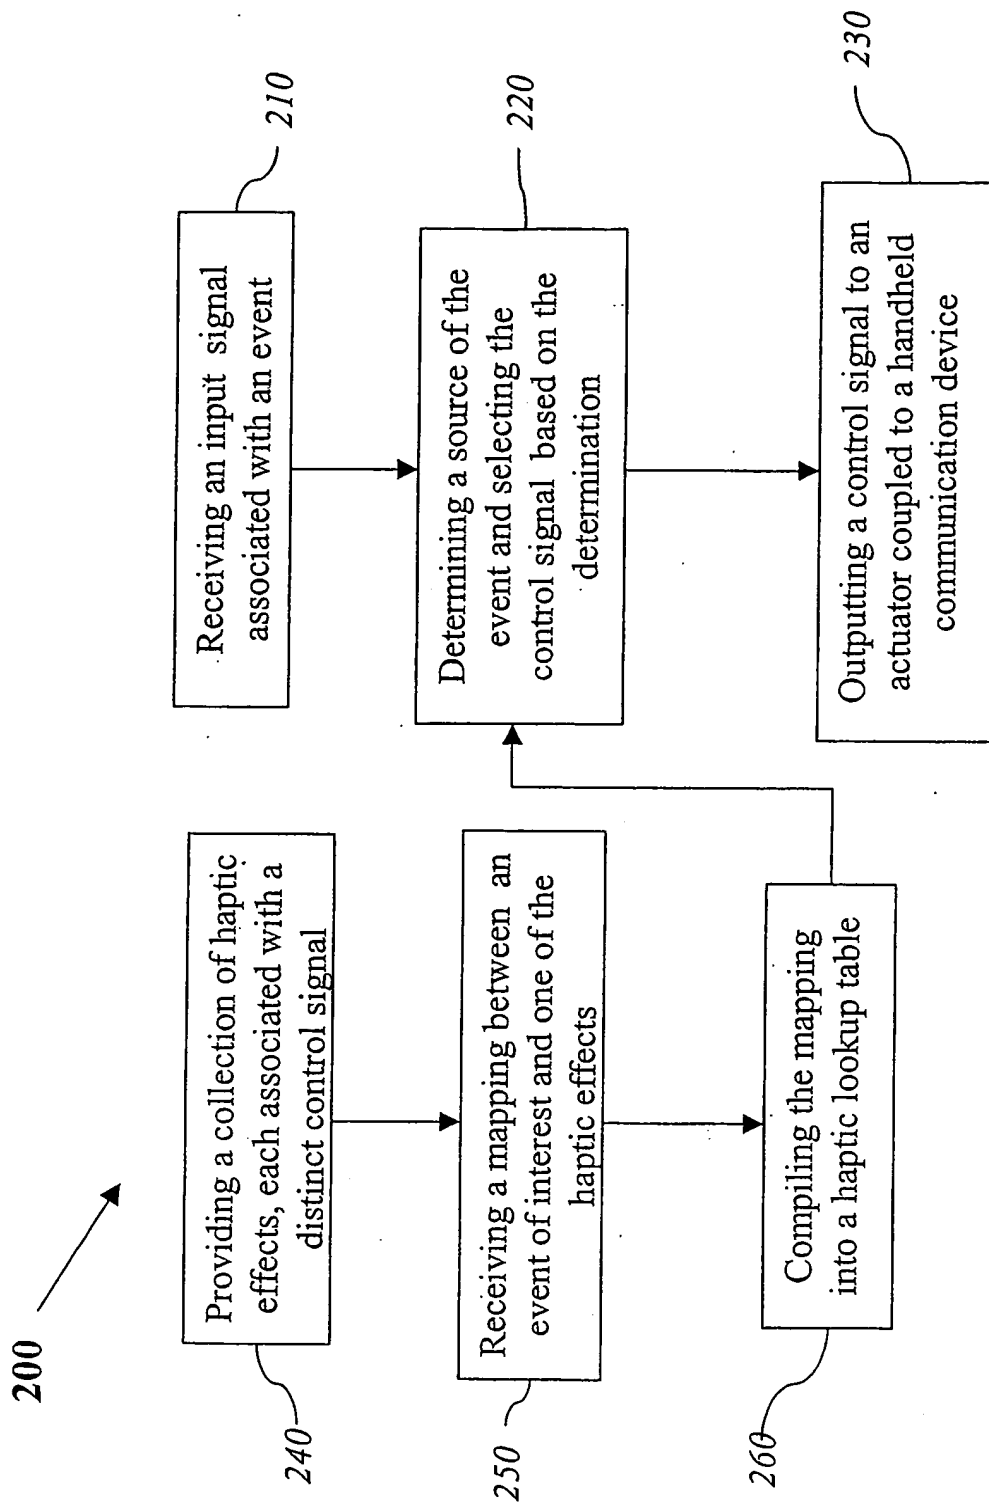 200
210
Receiving an input signal
associated with an event
220
Determining a source of the
event and selecting the
control signal based on the
determination
230
Outputting a control signal to an
actuator coupled to a handheld
communication device
240
Providing a collection of haptic
effects, each associated with a
distinct control signal
250
Receiving a mapping between an
event of interest and one of the
haptic effects
260
Compiling the mapping
into a haptic lookup table